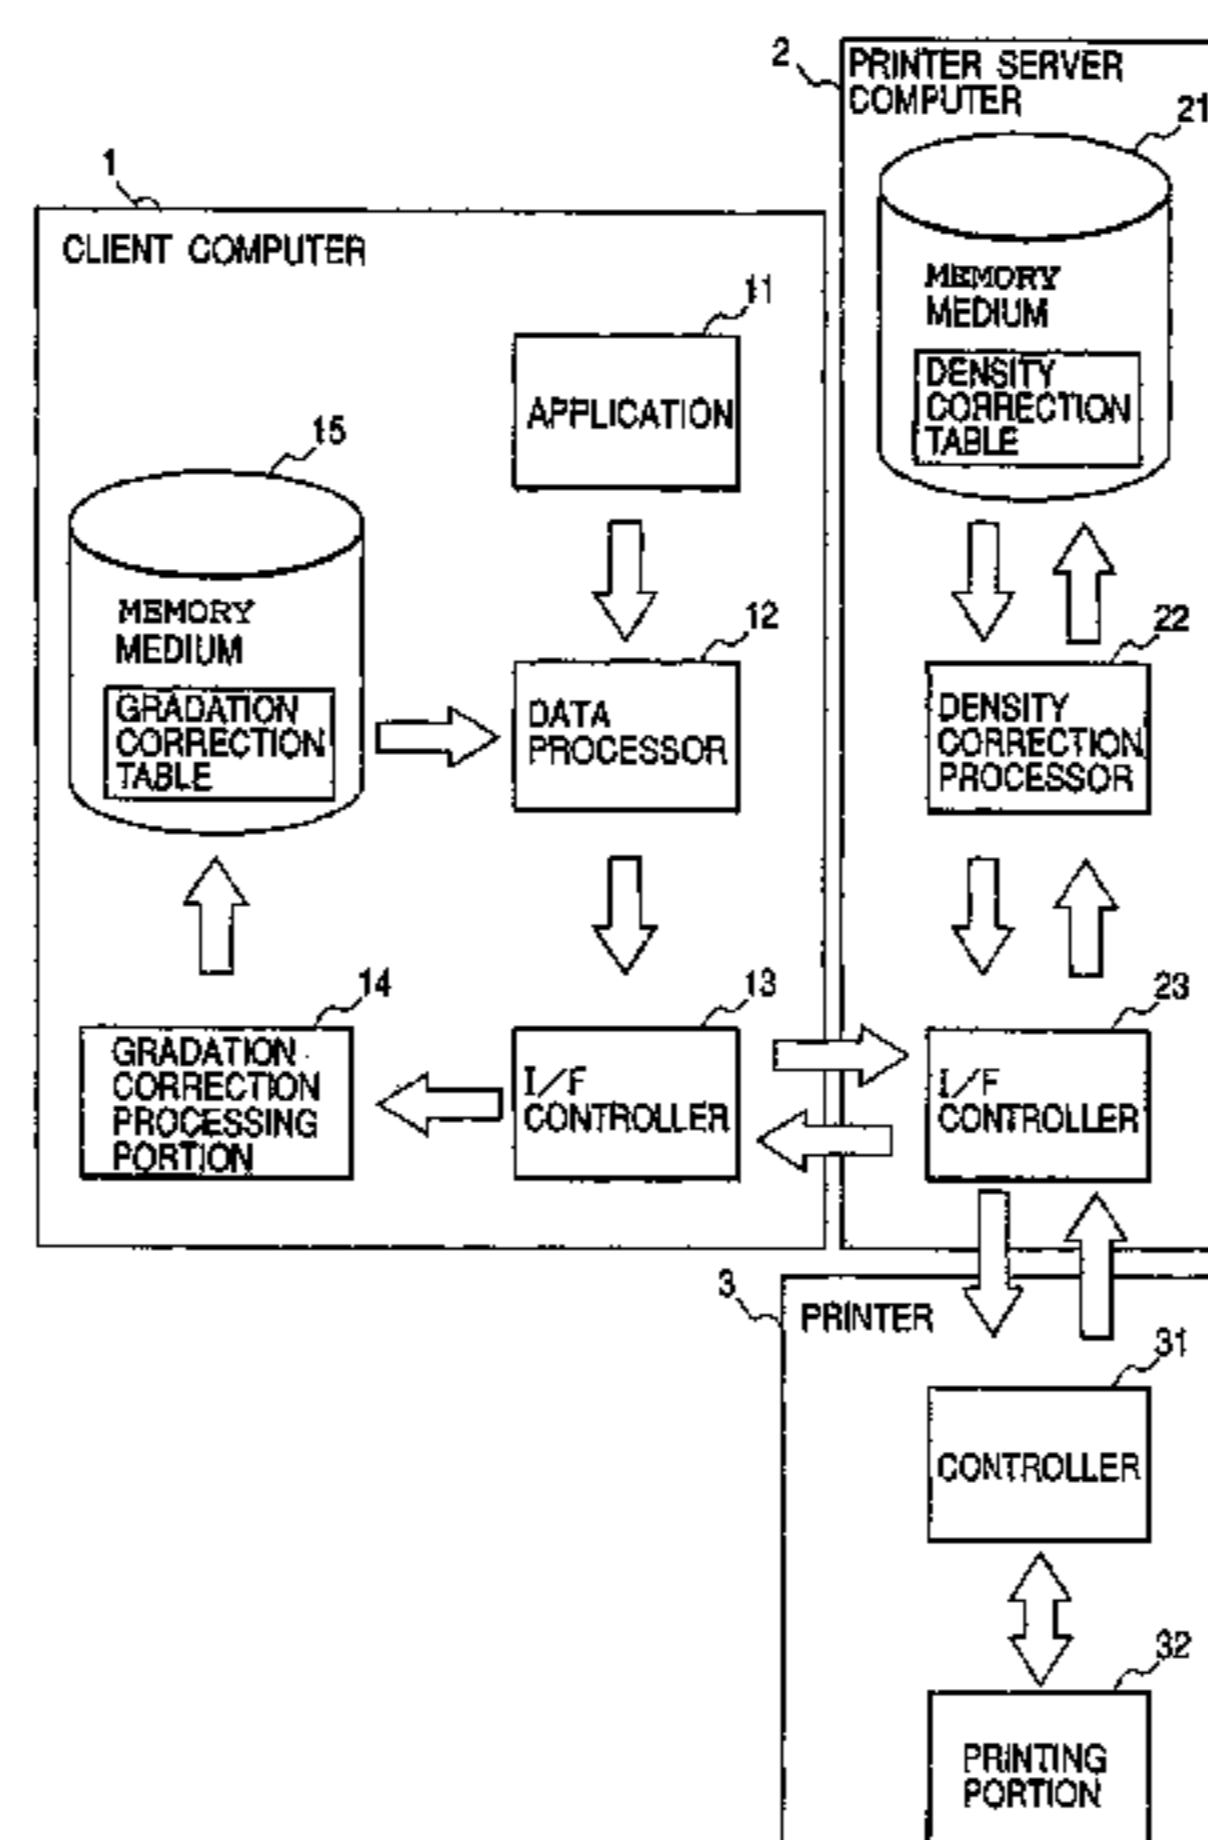 2
PRINTER SERVER
COMPUTER
21
1
CLIENT COMPUTER
MEMORY
MEDIUM
DENSITY
CORRECTION
TABLE
11
APPLICATION
15
MEMORY
MEDIUM
GRADATION
CORRECTION
TABLE
12
DATA
PROCESSOR
22
DENSITY
CORRECTION
PROCESSOR
14
GRADATION
CORRECTION
PROCESSING
PORTION
13
I/F
CONTROLLER
23
I/F
CONTROLLER
3
PRINTER
31
CONTROLLER
32
PRINTING
PORTION